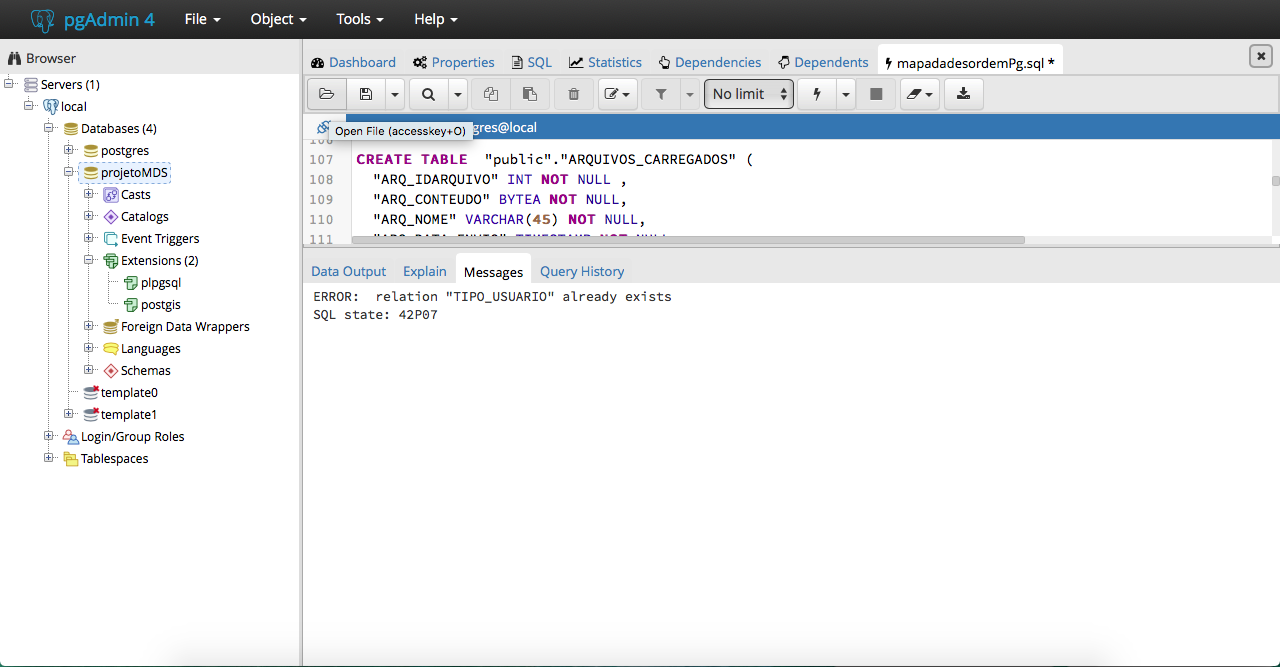 pgAdmin 4 File Object Tools Help
Browser
Servers (1)
local
Databases (4)
postgres
projetoMDS
Casts
Catalogs
Event Triggers
Extensions (2)
plpgsql
postgis
Foreign Data Wrappers
Languages
Schemas
template0
template1
Login/Group Roles
Tablespaces
Dashboard Properties SQL Statistics Dependencies Dependents mapadadesordemPg.sql *
No limit
Open File (accesskey+O) gres@local
106
107 CREATE TABLE "public"."ARQUIVOS_CARREGADOS" (
108 "ARQ_IDARQUIVO" INT NOT NULL ,
109 "ARQ_CONTEUDO" BYTEA NOT NULL,
110 "ARQ_NOME" VARCHAR(45) NOT NULL,
111 "ARQ_DATA_ENVIO" TIMESTAMP NOT NULL
Data Output Explain Messages Query History
ERROR: relation "TIPO_USUARIO" already exists
SQL state: 42P07